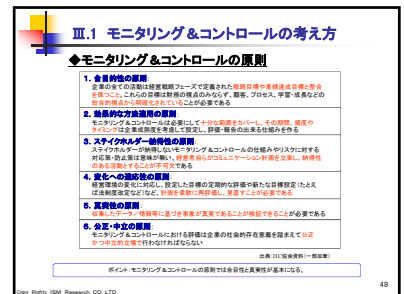 Ⅲ.1 モニタリング＆コントロールの考え方
◆モニタリング＆コントロールの原則
1. 合目的性の原則:
企業の全ての活動は経営戦略フェーズで定義された戦略目標や業績達成目標と整合
を保つこと。これらの目標は財務の視点のみならず、顧客、プロセス、学習・成長などの
総合的視点から明確化されていることが必要である
2. 効果的な方法適用の原則:
モニタリング＆コントロールは必要にして十分な範囲をカバーし、その期間、頻度や
タイミングは企業成熟度を考慮して設定し、評価・報告の出来る仕組みを作る
3. ステイクホルダー納得性の原則:
ステイクホルダーが納得しないモニタリング＆コントロールの仕組みやリスクに対する
対応策・防止策は意味が無い。経営者自らがコミュニケーション計画を立案し、納得性
のある活動とすることが不可欠である
4. 変化への適応性の原則:
経営環境の変化に対応し、設定した目標の定期的な評価や新たな目標設定（たとえ
ば法制度改定など）など、計画を柔軟に再評価し、見直すことが必要である
5. 真実性の原則:
収集したデータ／情報等に基づき事象が真実であることが検証できることが必要である
6. 公正・中立の原則:
モニタリング＆コントロールにおける評価は企業の社会的存在意義を踏まえて公正
かつ中立的立場で行わなければならない
出典：ITC協会資料（一部加筆）
ポイント：モニタリング＆コントロールの原則では合目性と真実性が基本になる。
48
Copy Rights ISM Research CO. LTD